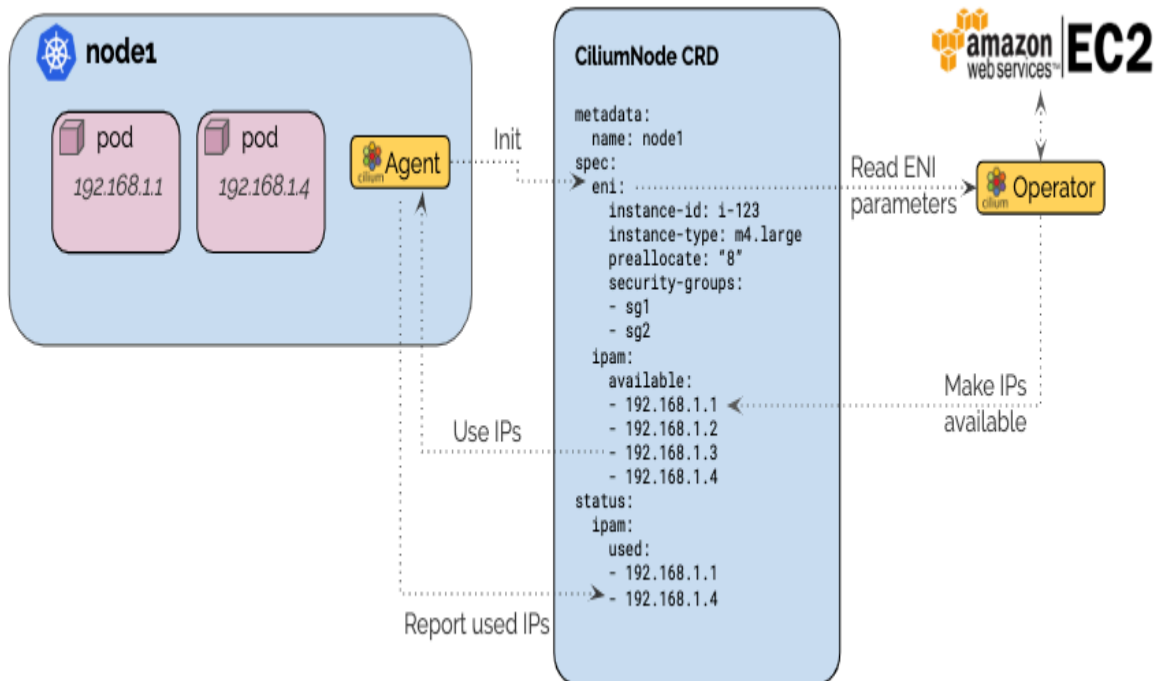 node1
pod
192.168.1.1
pod
192.168.1.4
cilium
Agent
Init
Use IPs
Report used IPs
CiliumNode CRD
metadata:
name: node1
spec:
eni:
instance-id: i-123
instance-type: m4.large
preallocate: "8"
security-groups:
- sg1
- sg2
ipam:
available:
- 192.168.1.1
- 192.168.1.2
- 192.168.1.3
- 192.168.1.4
status:
ipam:
used:
- 192.168.1.1
- 192.168.1.4
Read ENI
parameters
amazon
web services™
EC2
cilium
Operator
Make IPs
available